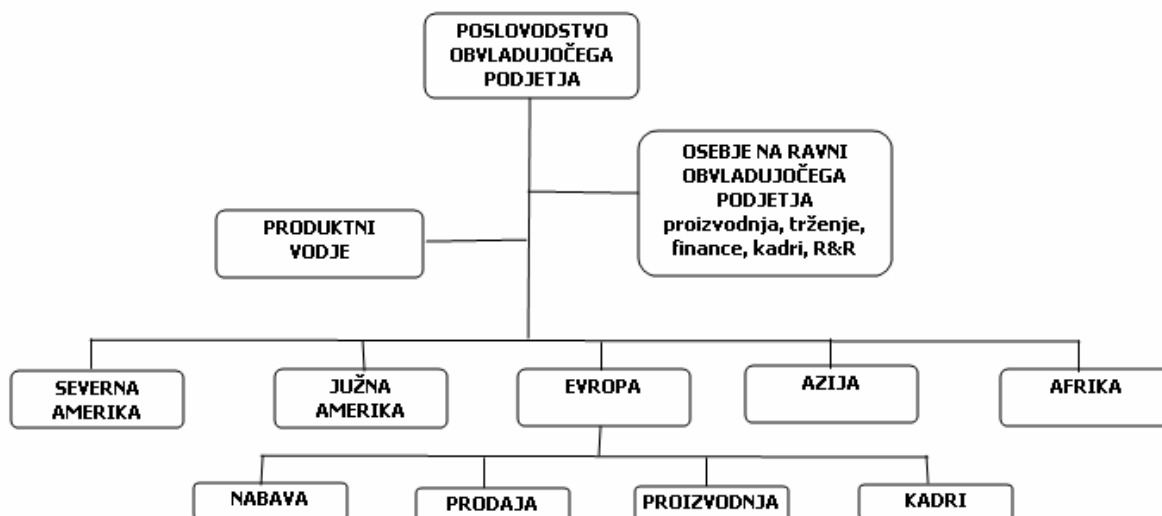 POSLOVODSTVO
OBVLADUJOČEGA
PODJETJA
OSEBJE NA RAVNI
OBVLADUJOČEGA
PODJETJA
proizvodnja, trženje,
finance, kadri, R&R
PRODUKTNI
VODJE
SEVERNA
AMERIKA
JUŽNA
AMERIKA
EVROPA
AZIJA
AFRIKA
NABAVA
PRODAJA
PROIZVODNJA
KADRI